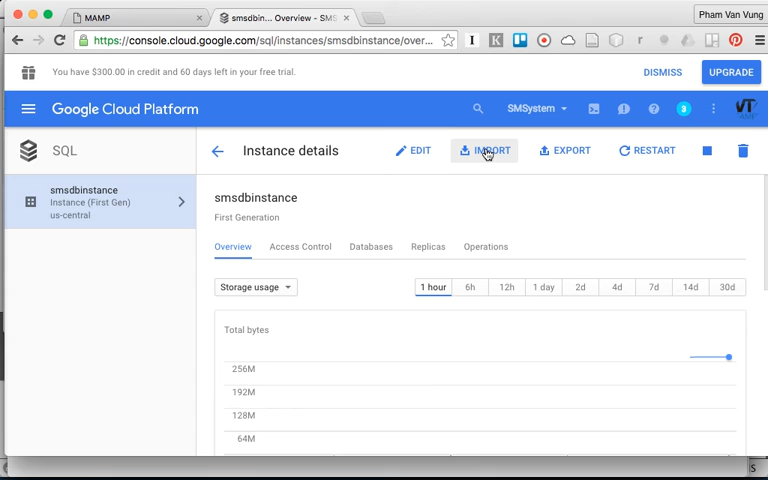 MAMP
smsdbin... Overview - SMS
Pham Van Vung
https://console.cloud.google.com/sql/instances/smsdbinstance/over...
You have $300.00 in credit and 60 days left in your free trial.
DISMISS
UPGRADE
Google Cloud Platform
SMSystem
3
VT
SQL
Instance details
EDIT
IMPORT
EXPORT
RESTART
smsdbinstance
Instance (First Gen)
us-central
smsdbinstance
First Generation
Overview
Access Control
Databases
Replicas
Operations
Storage usage
1 hour
6h
12h
1 day
2d
4d
7d
14d
30d
Total bytes
256M
192M
128M
64M